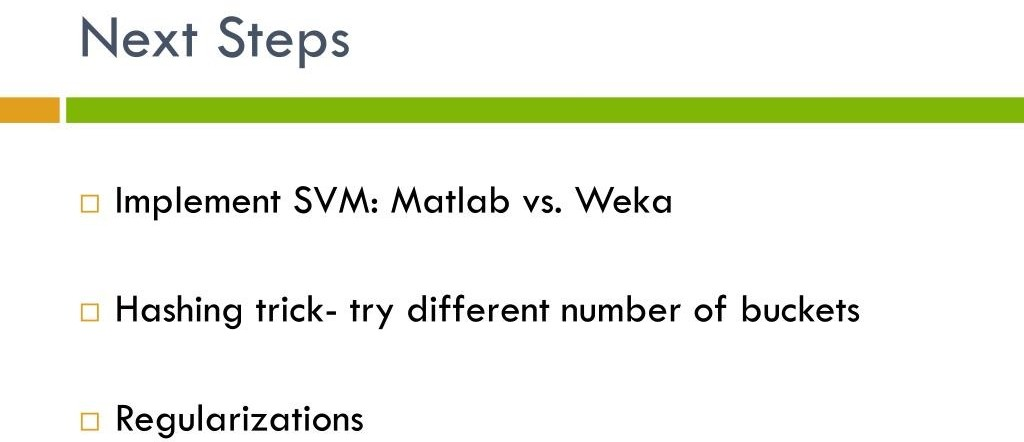 Next Steps
Implement SVM: Matlab vs. Weka
Hashing trick- try different number of buckets
Regularizations